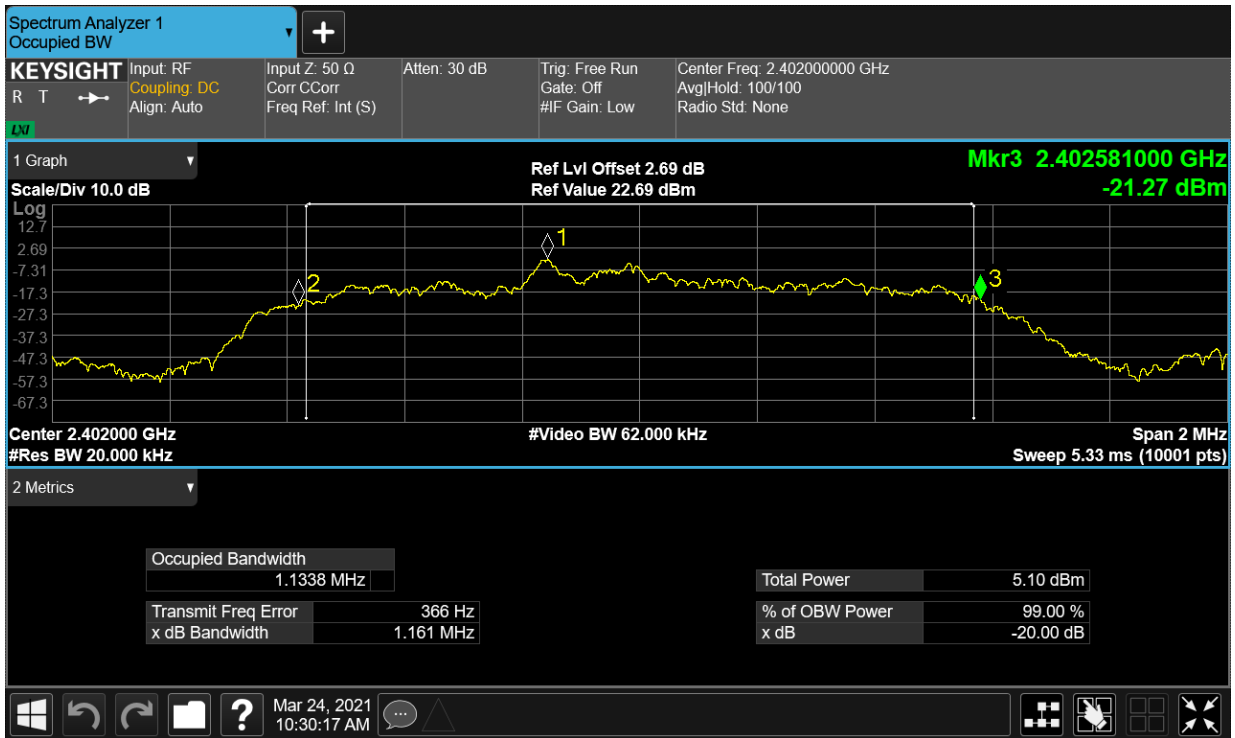 Spectrum Analyzer 1
Occupied BW
KEYSIGHT
R T
LXI
Input: RF
Coupling: DC
Align: Auto
Input Z: 50 Ω
Corr CCorr
Freq Ref: Int (S)
Atten: 30 dB
Trig: Free Run
Gate: Off
#IF Gain: Low
Center Freq: 2.402000000 GHz
Avg|Hold: 100/100
Radio Std: None
1 Graph
Scale/Div 10.0 dB
Ref Lvl Offset 2.69 dB
Ref Value 22.69 dBm
Mkr3 2.402581000 GHz
-21.27 dBm
Log
12.7
2.69
-7.31
-17.3
-27.3
-37.3
-47.3
-57.3
-67.3
1
2
3
Center 2.402000 GHz
#Video BW 62.000 kHz
Span 2 MHz
#Res BW 20.000 kHz
Sweep 5.33 ms (10001 pts)
2 Metrics
Occupied Bandwidth
1.1338 MHz
Transmit Freq Error 366 Hz
x dB Bandwidth 1.161 MHz
Total Power 5.10 dBm
% of OBW Power 99.00 %
x dB -20.00 dB
?
Mar 24, 2021
10:30:17 AM